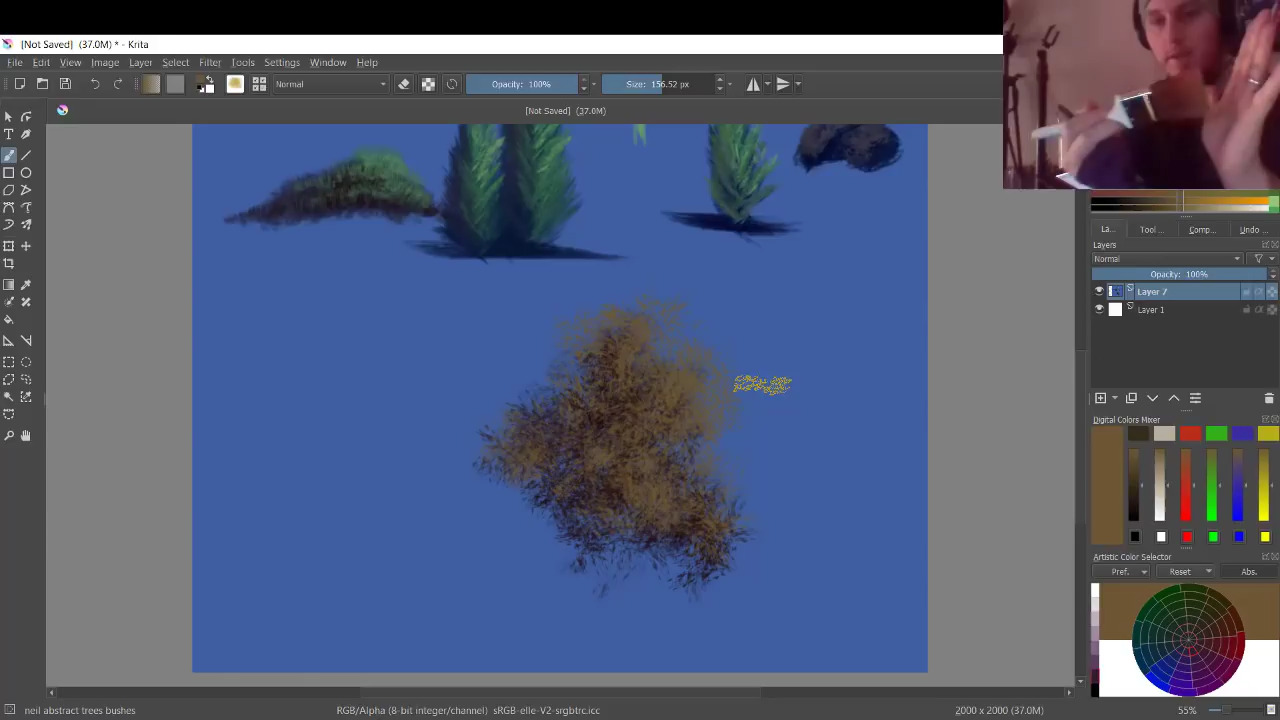 [Not Saved] (37.0M) * - Krita
File Edit View Image Layer Select Filter Tools Settings Window Help
Normal Opacity: 100% Size: 156.52 px
[Not Saved] (37.0M)
La... Tool ... Comp... Undo ...
Layers
Normal
Opacity: 100%
Layer 7
Layer 1
Digital Colors Mixer
Artistic Color Selector
Pref. Reset Abs.
neil abstract trees bushes RGB/Alpha (8-bit integer/channel) sRGB-elle-V2-srgbtrc.icc 2000 x 2000 (37.0M) 55%